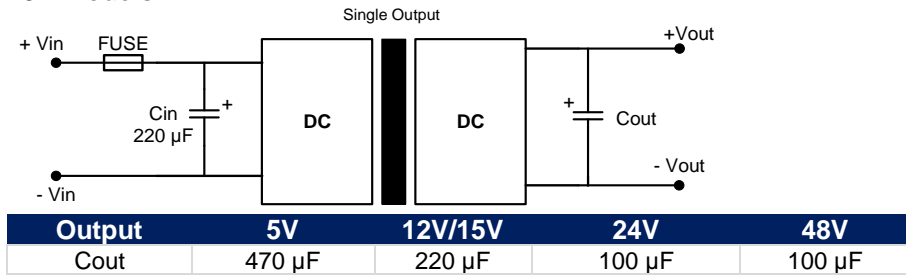 Single Output
+ Vin FUSE +Vout
Cin + DC DC + Cout
220 µF
- Vin - Vout
Output 5V 12V/15V 24V 48V
Cout 470 µF 220 µF 100 µF 100 µF